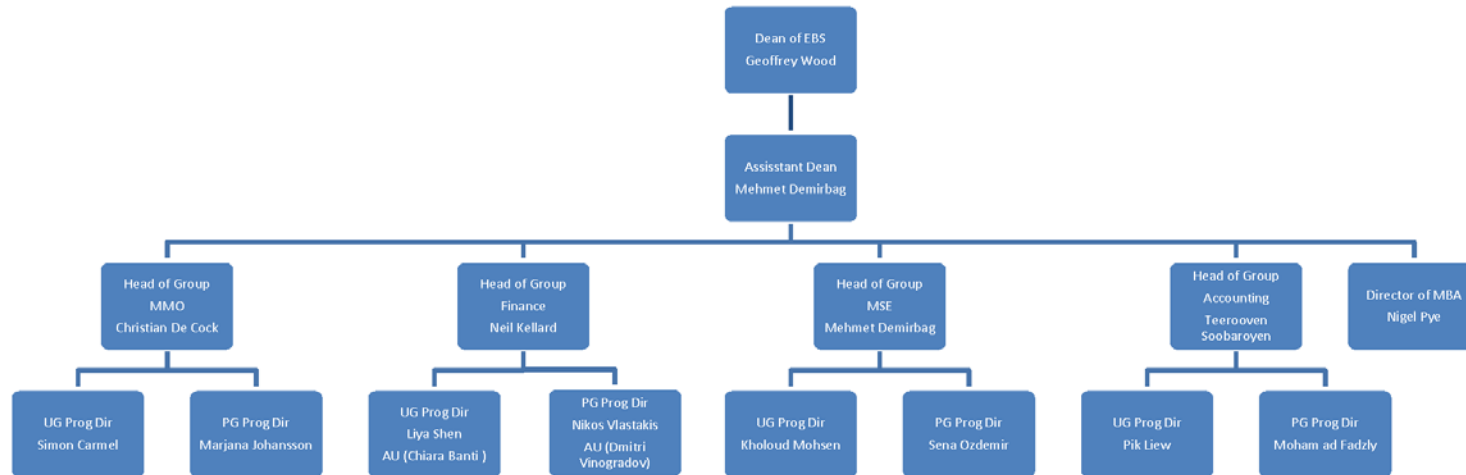 Dean of EBS
Geoffrey Wood
Assisstant Dean
Mehmet Demirbag
Head of Group
MMO
Christian De Cock
Head of Group
Finance
Neil Kellard
Head of Group
MSE
Mehmet Demirbag
Head of Group
Accounting
Teerooven
Soobaroyen
Director of MBA
Nigel Pye
UG Prog Dir
Simon Carmel
PG Prog Dir
Marjana Johansson
UG Prog Dir
Liya Shen
AU (Chiara Banti )
PG Prog Dir
Nikos Vlastakis
AU (Dmitri
Vinogradov)
UG Prog Dir
Kholoud Mohsen
PG Prog Dir
Sena Ozdemir
UG Prog Dir
Pik Liew
PG Prog Dir
Moham ad Fadzly